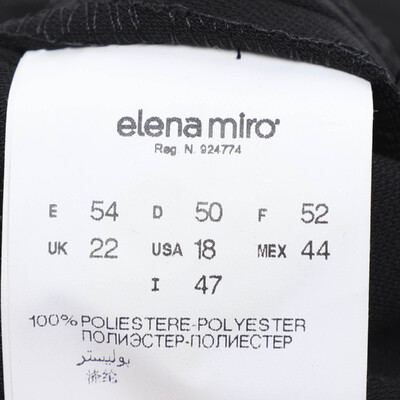 elena miro
Reg. N. 924774
E 54 D 50 F 52
UK 22 USA 18 MEX 44
I 47
100% POLIESTERE-POLYESTER
ПОЛИЭСТЕР-ПОЛИЕСТЕР
بوليستر